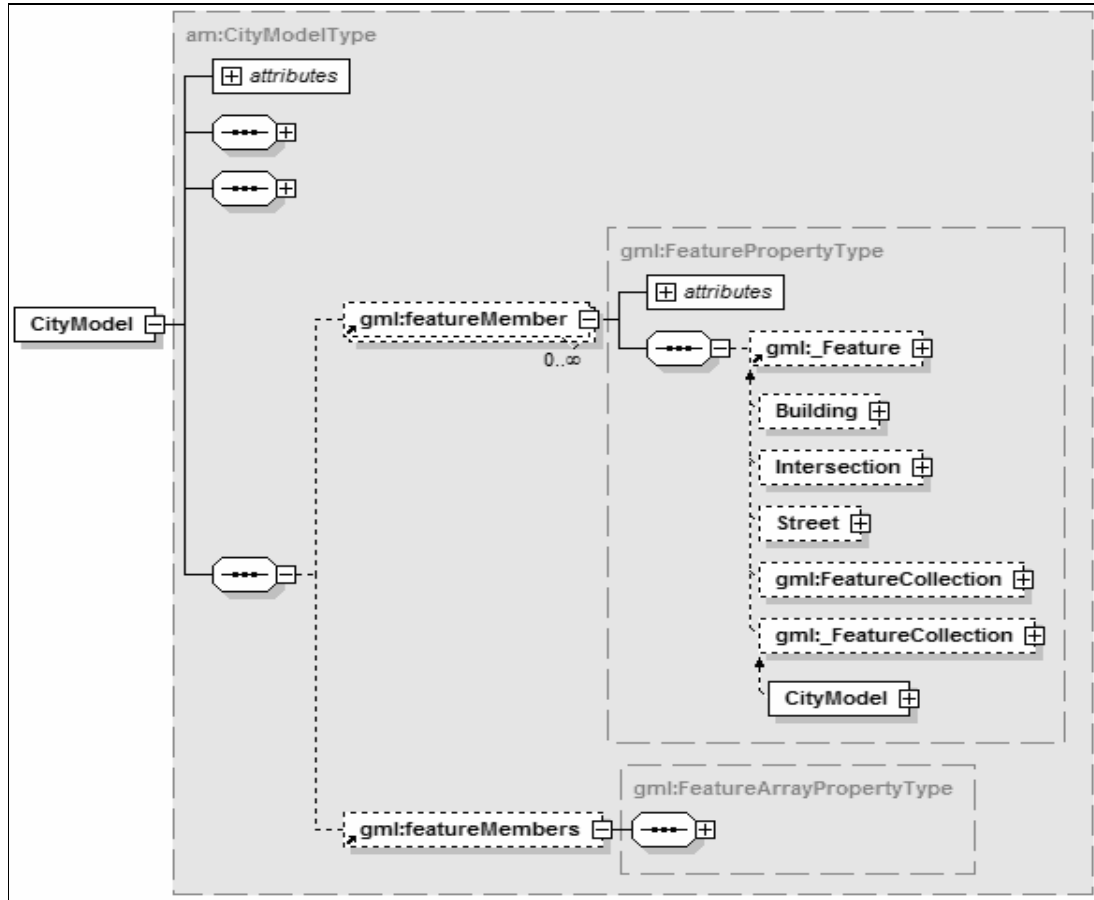 am:CityModelType
attributes
gml:FeaturePropertyType
attributes
CityModel
gml:featureMember
0..∞
gml:_Feature
Building
Intersection
Street
gml:FeatureCollection
gml:_FeatureCollection
CityModel
gml:FeatureArrayPropertyType
gml:featureMembers